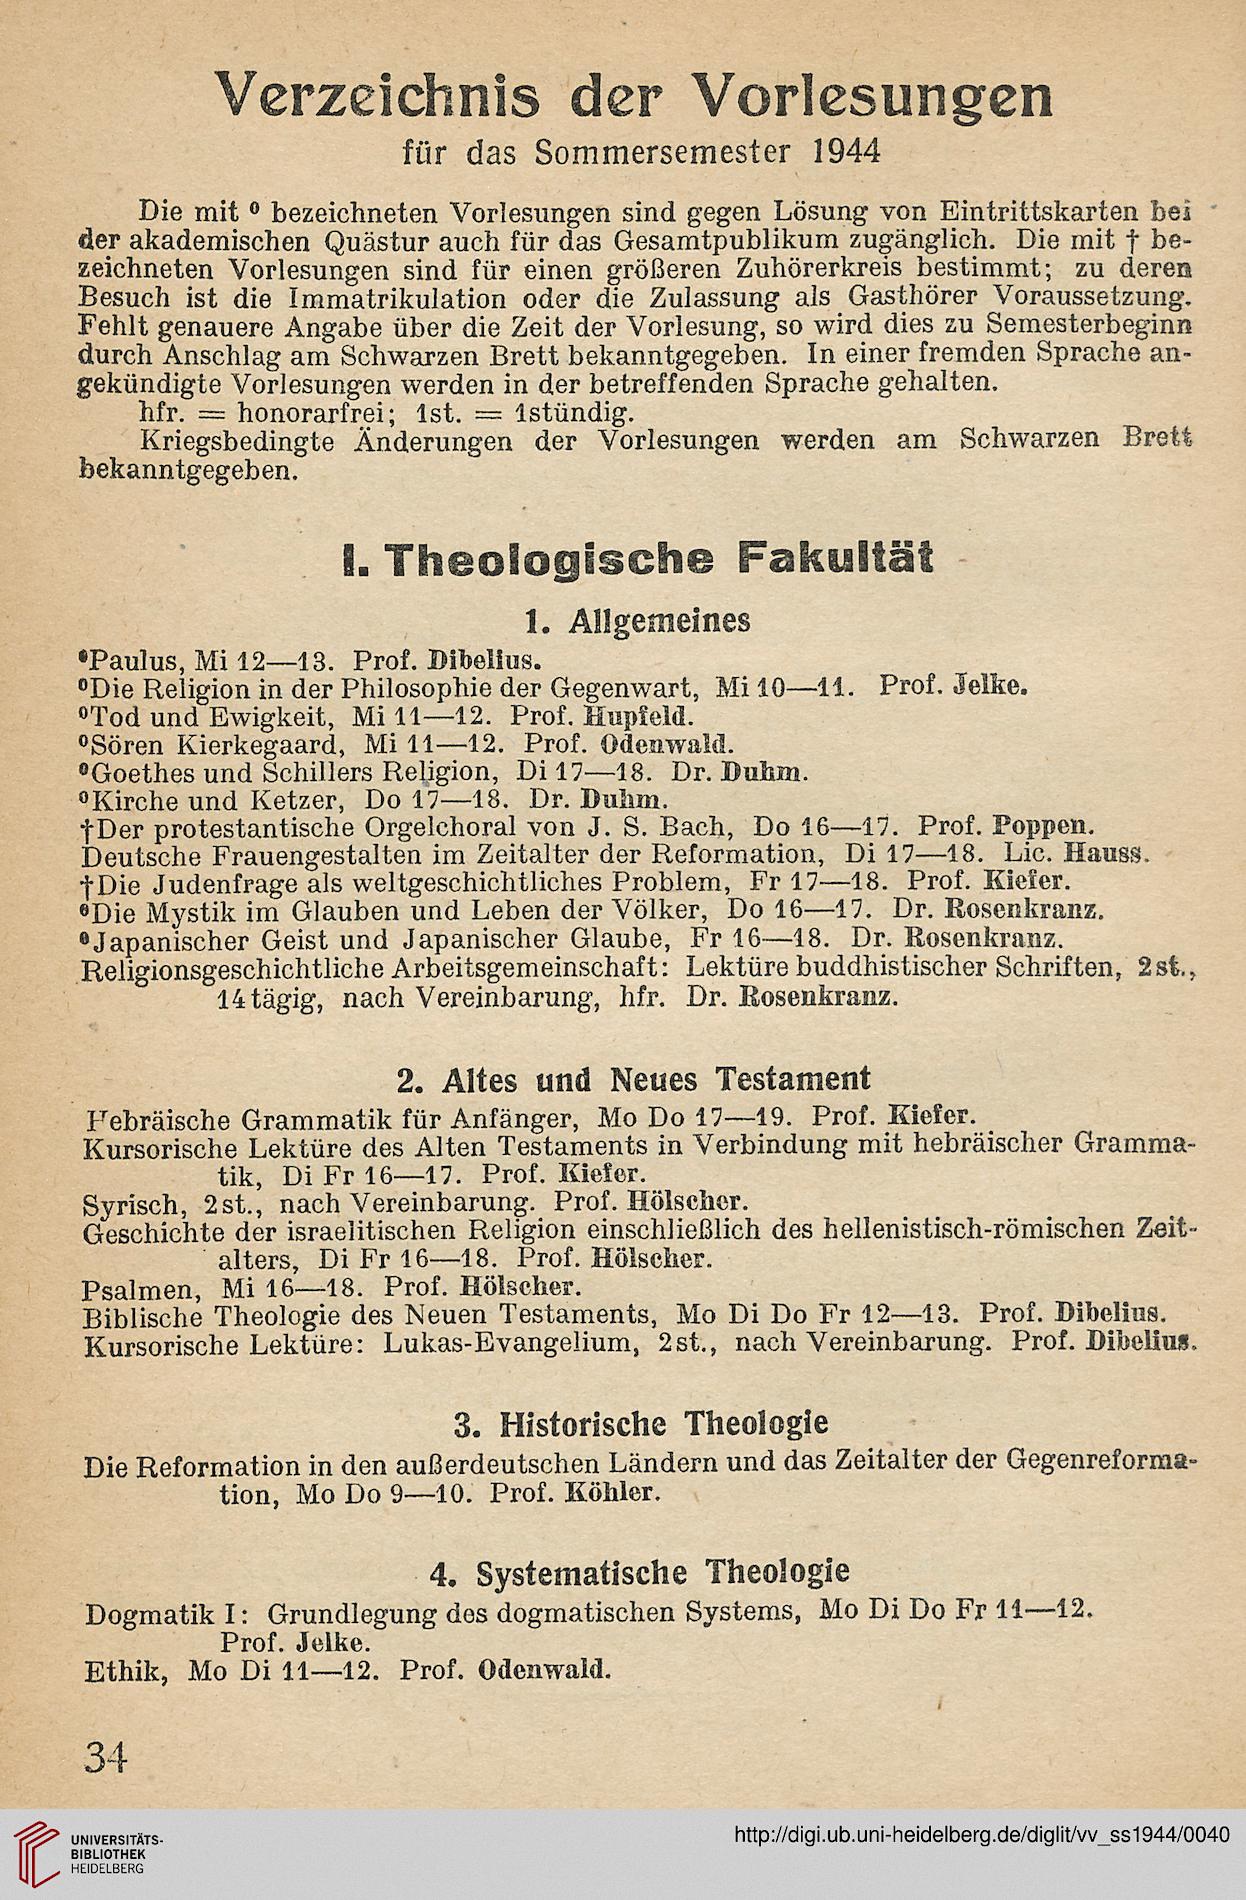 Verzeichnis der Vorlesungen
für das Sommersemester 1944
Die mit ⁰ bezeichneten Vorlesungen sind gegen Lösung von Eintrittskarten bei
der akademischen Quästur auch für das Gesamtpublikum zugänglich. Die mit † be-
zeichneten Vorlesungen sind für einen größeren Zuhörerkreis bestimmt; zu deren
Besuch ist die Immatrikulation oder die Zulassung als Gasthörer Voraussetzung.
Fehlt genauere Angabe über die Zeit der Vorlesung, so wird dies zu Semesterbeginn
durch Anschlag am Schwarzen Brett bekanntgegeben. In einer fremden Sprache an-
gekündigte Vorlesungen werden in der betreffenden Sprache gehalten.
hfr. = honorarfrei; 1st. = 1stündig.
Kriegsbedingte Änderungen der Vorlesungen werden am Schwarzen Brett
bekanntgegeben.
I. Theologische Fakultät
1. Allgemeines
⁰Paulus, Mi 12—13. Prof. Dibelius.
⁰Die Religion in der Philosophie der Gegenwart, Mi 10—11. Prof. Jelke.
⁰Tod und Ewigkeit, Mi 11—12. Prof. Hupfeld.
⁰Sören Kierkegaard, Mi 11—12. Prof. Odenwald.
⁰Goethes und Schillers Religion, Di 17—18. Dr. Duhm.
⁰Kirche und Ketzer, Do 17—18. Dr. Duhm.
†Der protestantische Orgelchoral von J. S. Bach, Do 16—17. Prof. Poppen.
Deutsche Frauengestalten im Zeitalter der Reformation, Di 17—18. Lic. Hauss.
†Die Judenfrage als weltgeschichtliches Problem, Fr 17—18. Prof. Kiefer.
⁰Die Mystik im Glauben und Leben der Völker, Do 16—17. Dr. Rosenkranz.
⁰Japanischer Geist und Japanischer Glaube, Fr 16—18. Dr. Rosenkranz.
Religionsgeschichtliche Arbeitsgemeinschaft: Lektüre buddhistischer Schriften, 2st.,
14tägig, nach Vereinbarung, hfr. Dr. Rosenkranz.
2. Altes und Neues Testament
Hebräische Grammatik für Anfänger, Mo Do 17—19. Prof. Kiefer.
Kursorische Lektüre des Alten Testaments in Verbindung mit hebräischer Gramma-
tik, Di Fr 16—17. Prof. Kiefer.
Syrisch, 2st., nach Vereinbarung. Prof. Hölscher.
Geschichte der israelitischen Religion einschließlich des hellenistisch-römischen Zeit-
alters, Di Fr 16—18. Prof. Hölscher.
Psalmen, Mi 16—18. Prof. Hölscher.
Biblische Theologie des Neuen Testaments, Mo Di Do Fr 12—13. Prof. Dibelius.
Kursorische Lektüre: Lukas-Evangelium, 2st., nach Vereinbarung. Prof. Dibelius.
3. Historische Theologie
Die Reformation in den außerdeutschen Ländern und das Zeitalter der Gegenreforma-
tion, Mo Do 9—10. Prof. Köhler.
4. Systematische Theologie
Dogmatik I: Grundlegung des dogmatischen Systems, Mo Di Do Fr 11—12.
Prof. Jelke.
Ethik, Mo Di 11—12. Prof. Odenwald.
34
UNIVERSITÄTS-
BIBLIOTHEK
HEIDELBERG
http://digi.ub.uni-heidelberg.de/diglit/vv_ss1944/0040